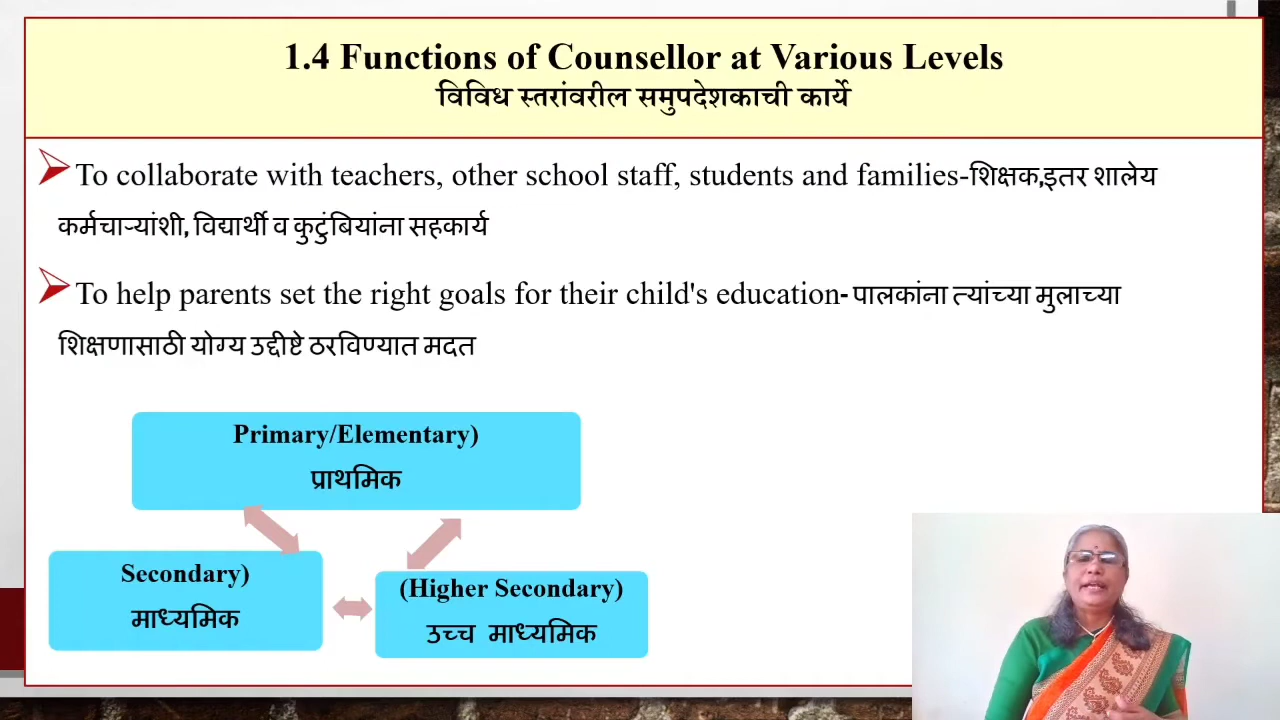 1.4 Functions of Counsellor at Various Levels
विविध स्तरांवरील समुपदेशकाची कार्ये
To collaborate with teachers, other school staff, students and families-शिक्षक,इतर शालेय
कर्मचाऱ्यांशी, विद्यार्थी व कुटुंबियांना सहकार्य
To help parents set the right goals for their child's education- पालकांना त्यांच्या मुलाच्या
शिक्षणासाठी योग्य उद्दीष्टे ठरविण्यात मदत
Primary/Elementary)
प्राथमिक
Secondary)
माध्यमिक
(Higher Secondary)
उच्च माध्यमिक